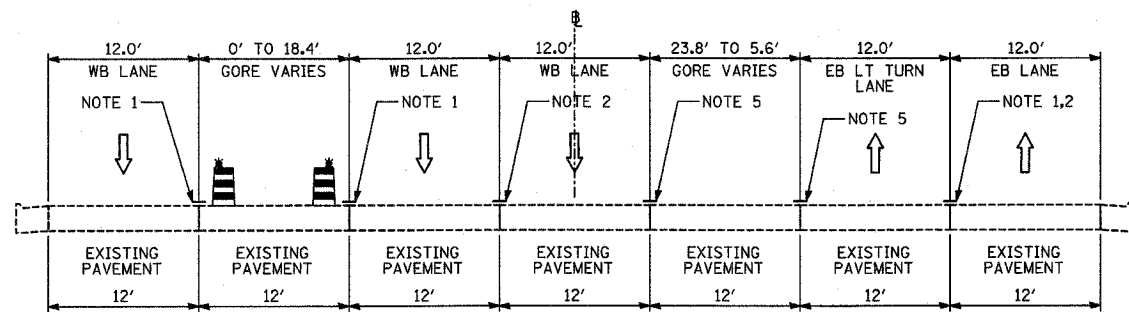 ℄
12.0' 0' TO 18.4' 12.0' 12.0' 23.8' TO 5.6' 12.0' 12.0'
WB LANE GORE VARIES WB LANE WB LANE GORE VARIES EB LT TURN LANE EB LANE
NOTE 1 NOTE 1 NOTE 2 NOTE 5 NOTE 5 NOTE 1,2
EXISTING PAVEMENT EXISTING PAVEMENT EXISTING PAVEMENT EXISTING PAVEMENT EXISTING PAVEMENT EXISTING PAVEMENT EXISTING PAVEMENT
12' 12' 12' 12' 12' 12' 12'